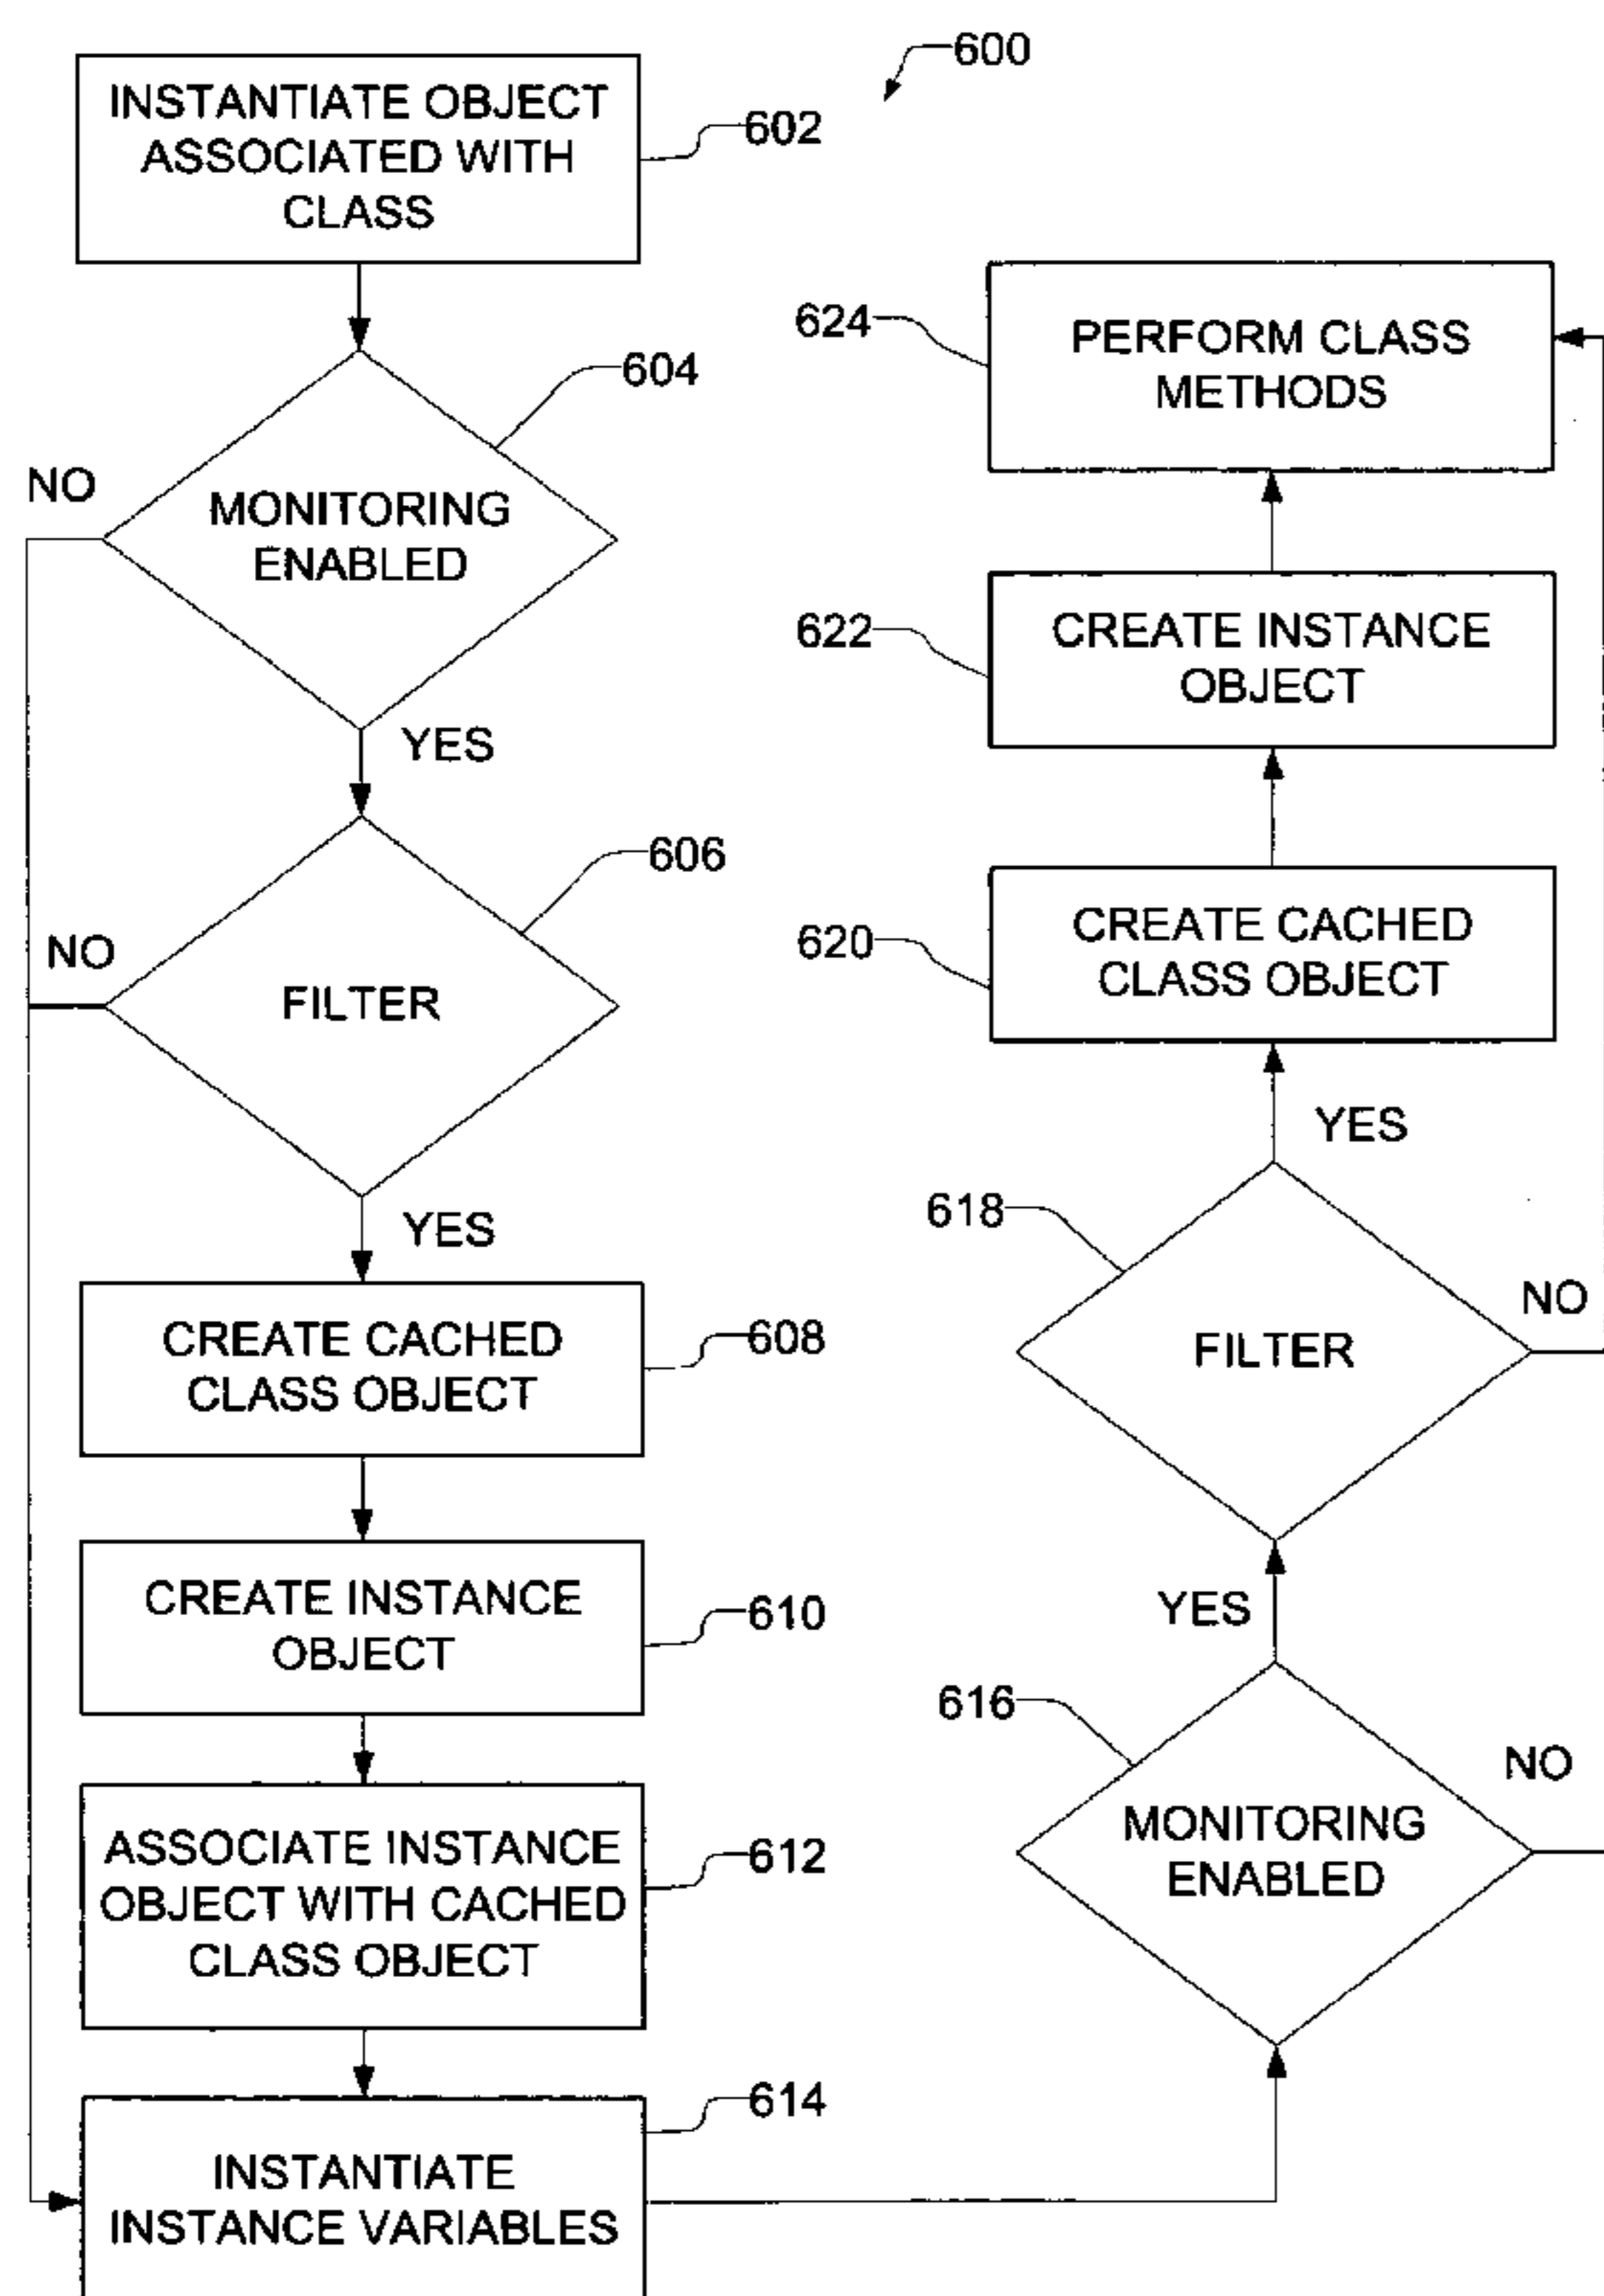 600
INSTANTIATE OBJECT
ASSOCIATED WITH
CLASS
602
604
NO
MONITORING
ENABLED
YES
606
NO
FILTER
YES
CREATE CACHED
CLASS OBJECT
608
CREATE INSTANCE
OBJECT
610
ASSOCIATE INSTANCE
OBJECT WITH CACHED
CLASS OBJECT
612
614
INSTANTIATE
INSTANCE VARIABLES
624
PERFORM CLASS
METHODS
622
CREATE INSTANCE
OBJECT
620
CREATE CACHED
CLASS OBJECT
YES
618
NO
FILTER
YES
616
NO
MONITORING
ENABLED